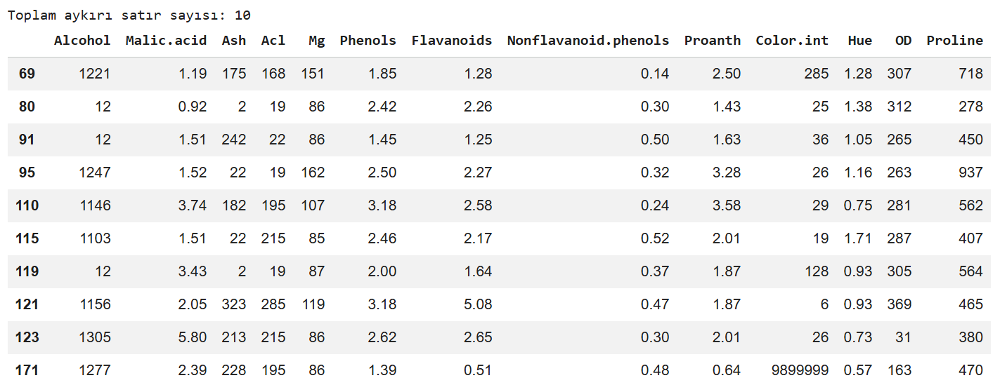 Toplam aykırı satır sayısı: 10
Alcohol Malic.acid Ash Acl Mg Phenols Flavanoids Nonflavanoid.phenols Proanth Color.int Hue OD Proline
69 1221 1.19 175 168 151 1.85 1.28 0.14 2.50 285 1.28 307 718
80 12 0.92 2 19 86 2.42 2.26 0.30 1.43 25 1.38 312 278
91 12 1.51 242 22 86 1.45 1.25 0.50 1.63 36 1.05 265 450
95 1247 1.52 22 19 162 2.50 2.27 0.32 3.28 26 1.16 263 937
110 1146 3.74 182 195 107 3.18 2.58 0.24 3.58 29 0.75 281 562
115 1103 1.51 22 215 85 2.46 2.17 0.52 2.01 19 1.71 287 407
119 12 3.43 2 19 87 2.00 1.64 0.37 1.87 128 0.93 305 564
121 1156 2.05 323 285 119 3.18 5.08 0.47 1.87 6 0.93 369 465
123 1305 5.80 213 215 86 2.62 2.65 0.30 2.01 26 0.73 31 380
171 1277 2.39 228 195 86 1.39 0.51 0.48 0.64 9899999 0.57 163 470